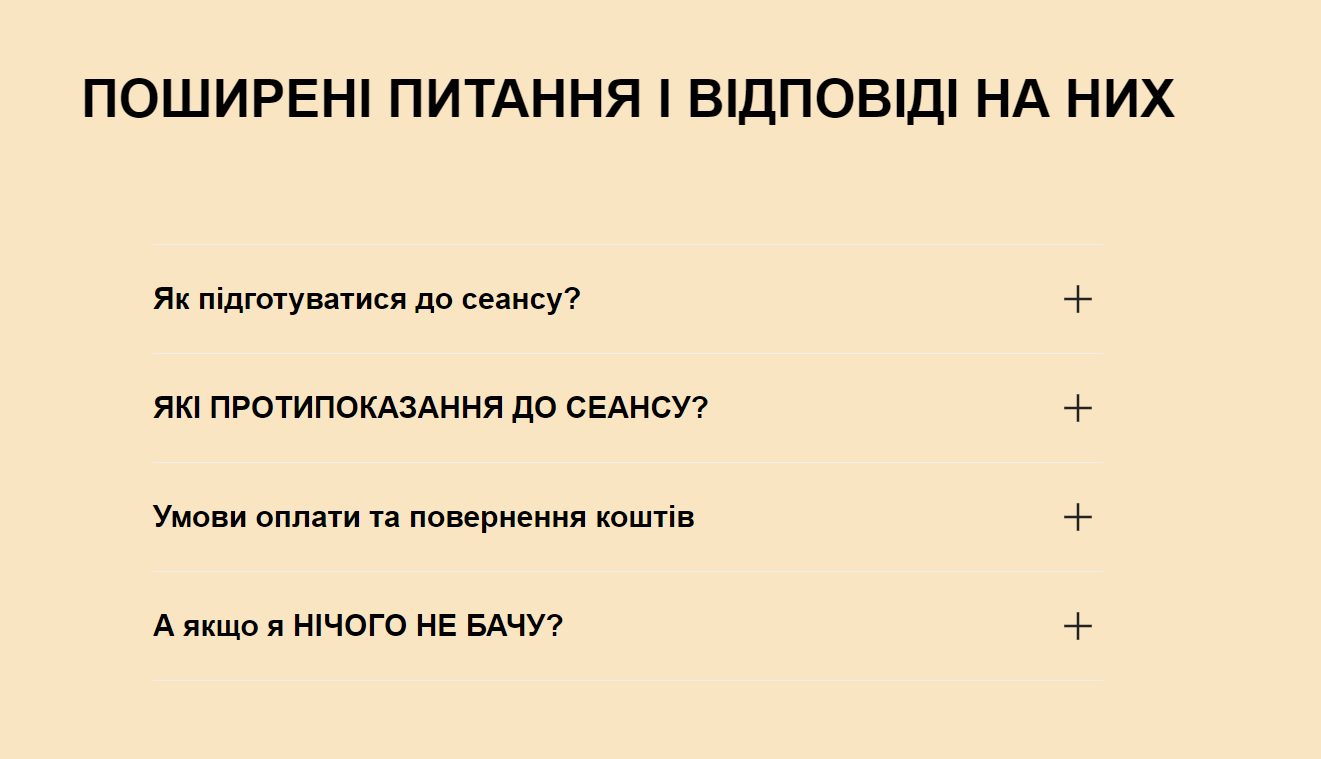 ПОШИРЕНІ ПИТАННЯ І ВІДПОВІДІ НА НИХ
Як підготуватися до сеансу?
ЯКІ ПРОТИПОКАЗАННЯ ДО СЕАНСУ?
Умови оплати та повернення коштів
А якщо я НІЧОГО НЕ БАЧУ?